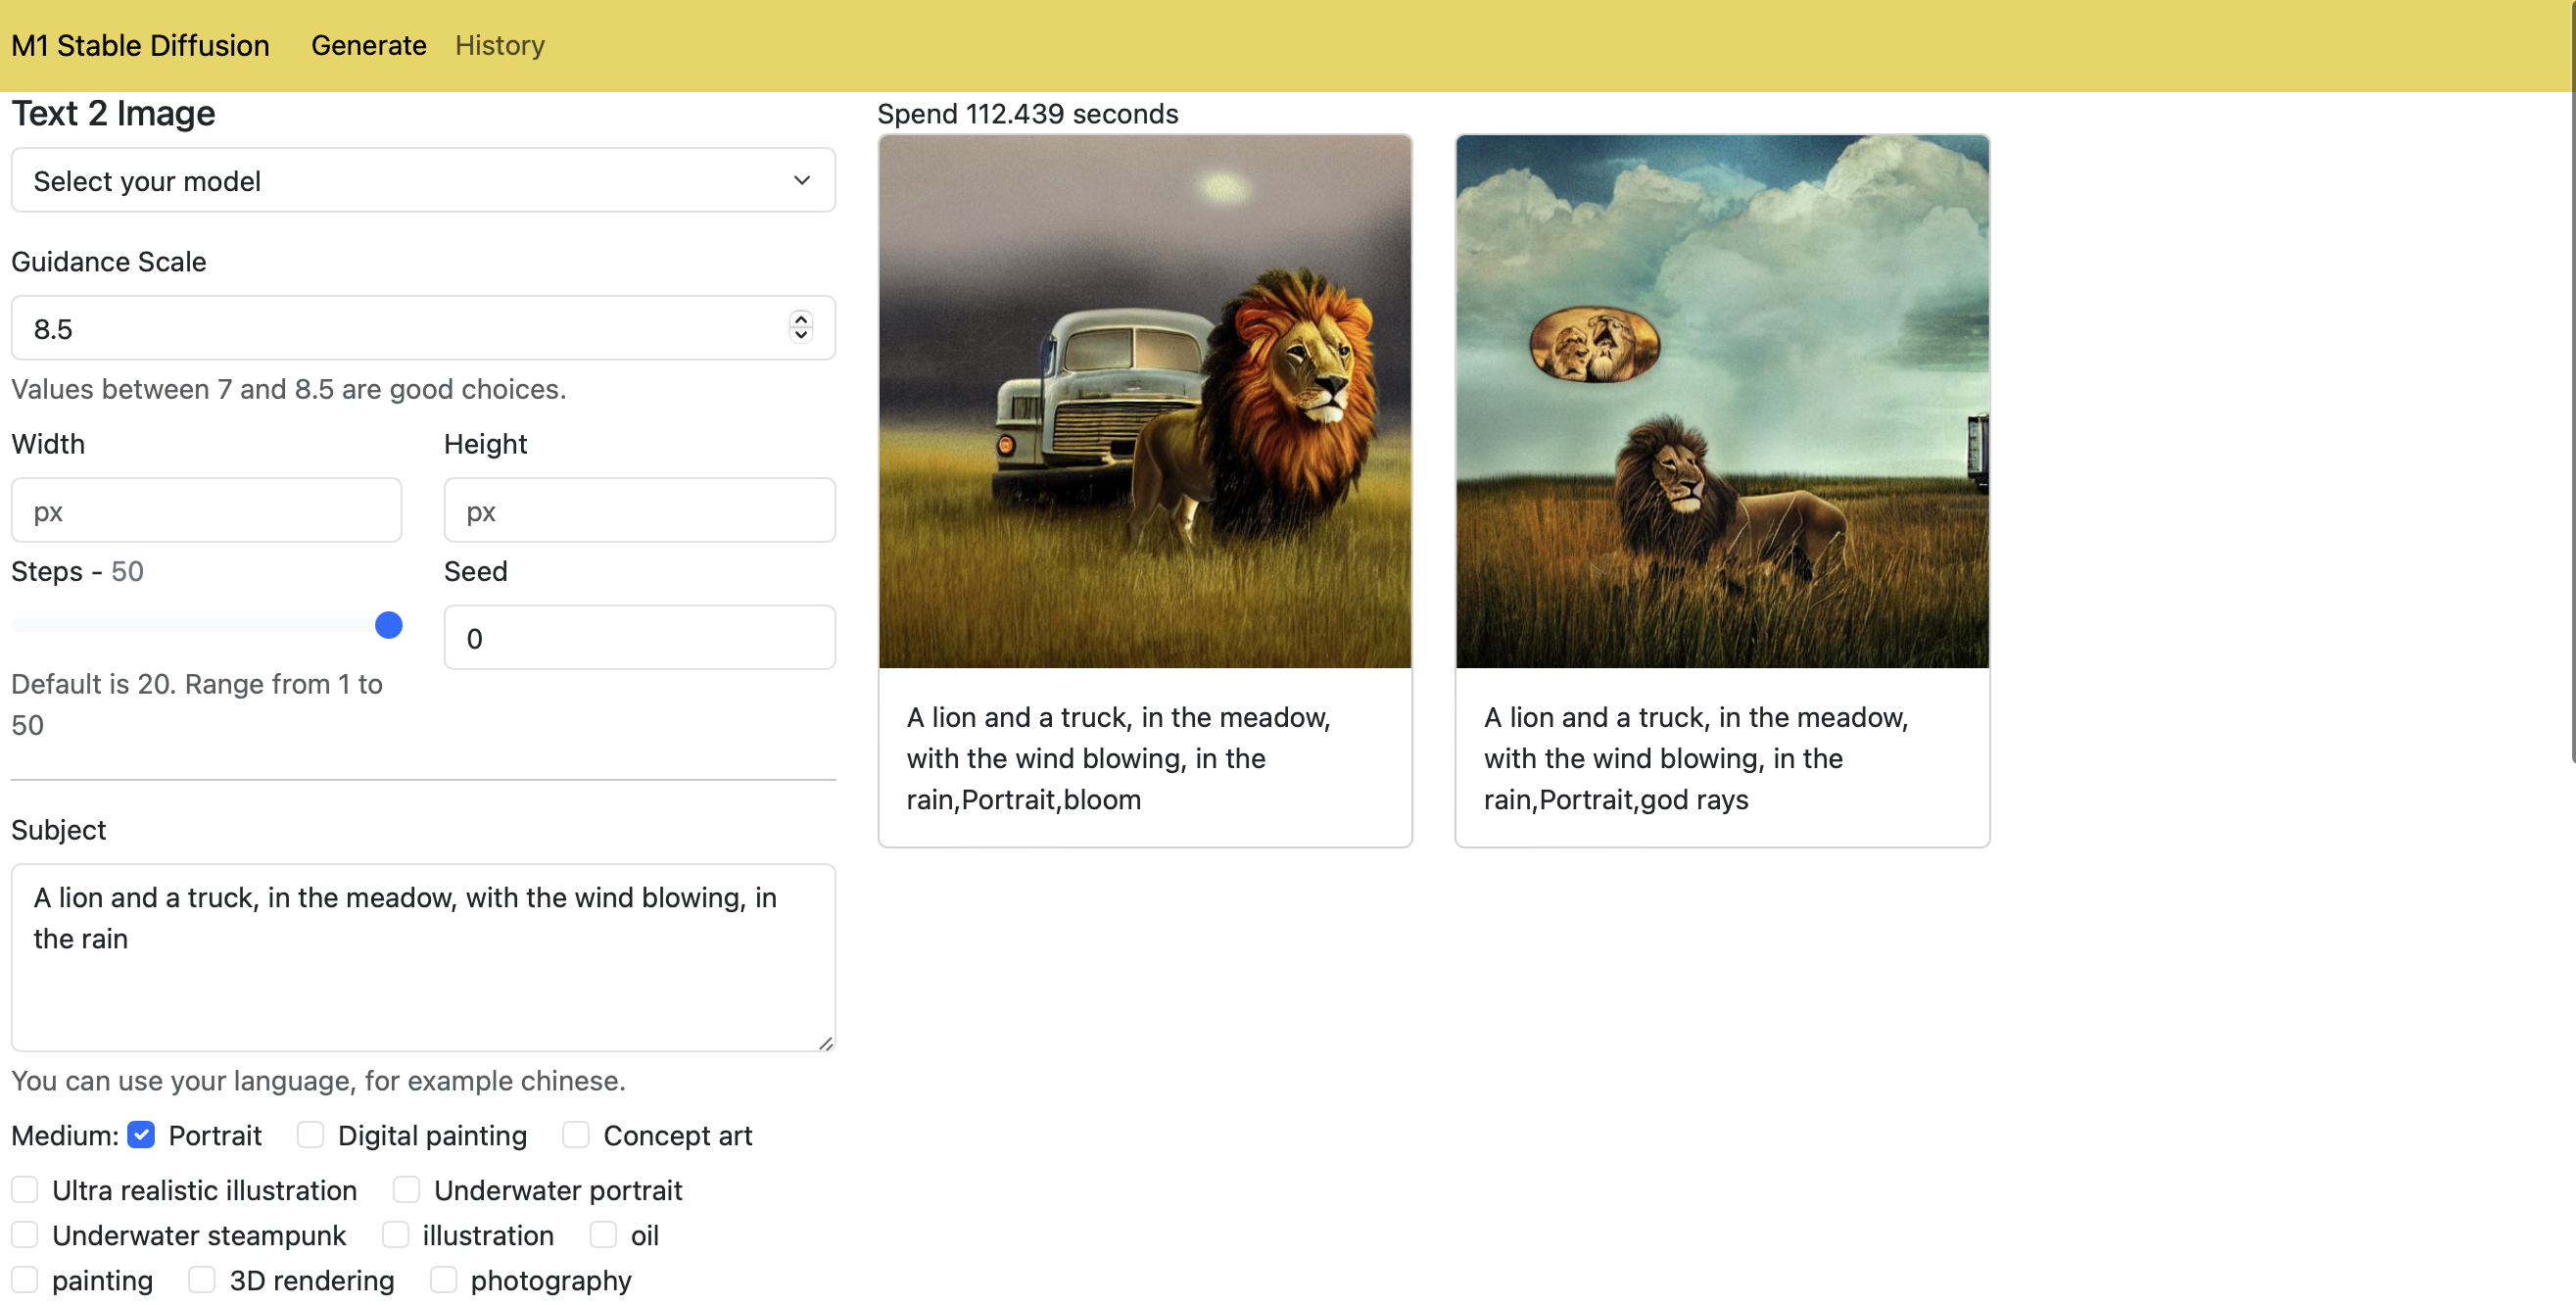 M1 Stable Diffusion Generate History
Text 2 Image
Select your model
Guidance Scale
8.5
Values between 7 and 8.5 are good choices.
Width Height
px px
Steps - 50 Seed
0
Default is 20. Range from 1 to
50
Subject
A lion and a truck, in the meadow, with the wind blowing, in
the rain
You can use your language, for example chinese.
Medium: Portrait Digital painting Concept art
Ultra realistic illustration Underwater portrait
Underwater steampunk illustration oil
painting 3D rendering photography
Spend 112.439 seconds
A lion and a truck, in the meadow,
with the wind blowing, in the
rain,Portrait,bloom
A lion and a truck, in the meadow,
with the wind blowing, in the
rain,Portrait,god rays